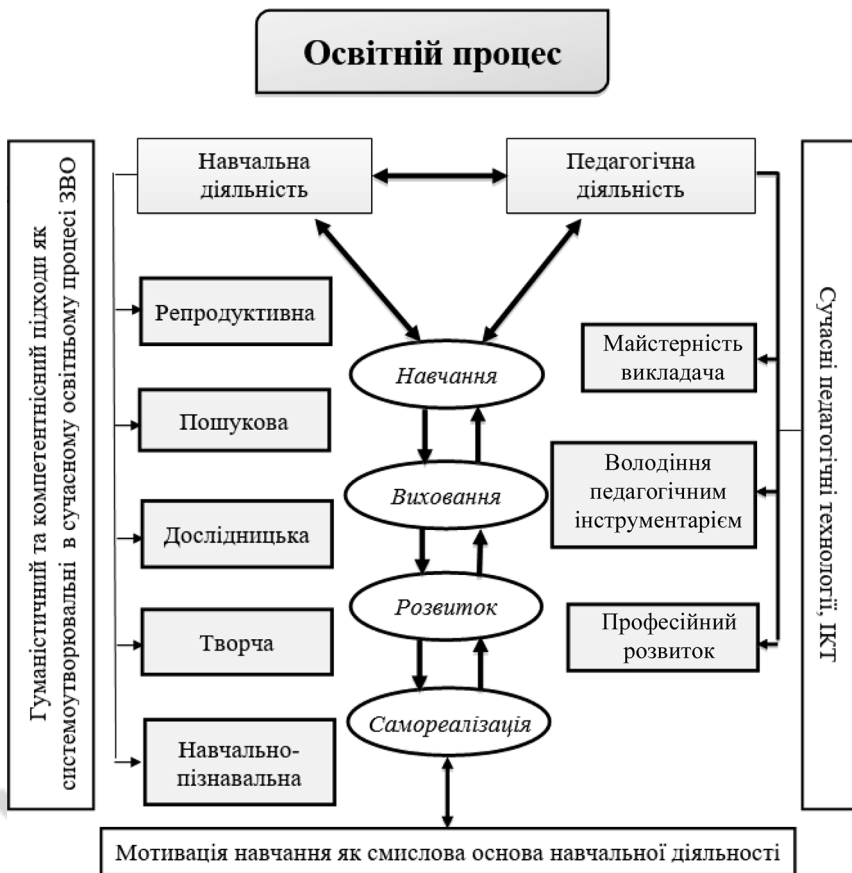 Освітній процес
Гуманістичний та компетентнісний підходи як
системоутворювальні в сучасному освітньому процесі ЗВО
Навчальна
діяльність
Педагогічна
діяльність
Репродуктивна
Пошукова
Дослідницька
Творча
Навчально-
пізнавальна
Навчання
Виховання
Розвиток
Самореалізація
Майстерність
викладача
Володіння
педагогічним
інструментарієм
Професійний
розвиток
Сучасні педагогічні технології, ІКТ
Мотивація навчання як смислова основа навчальної діяльності